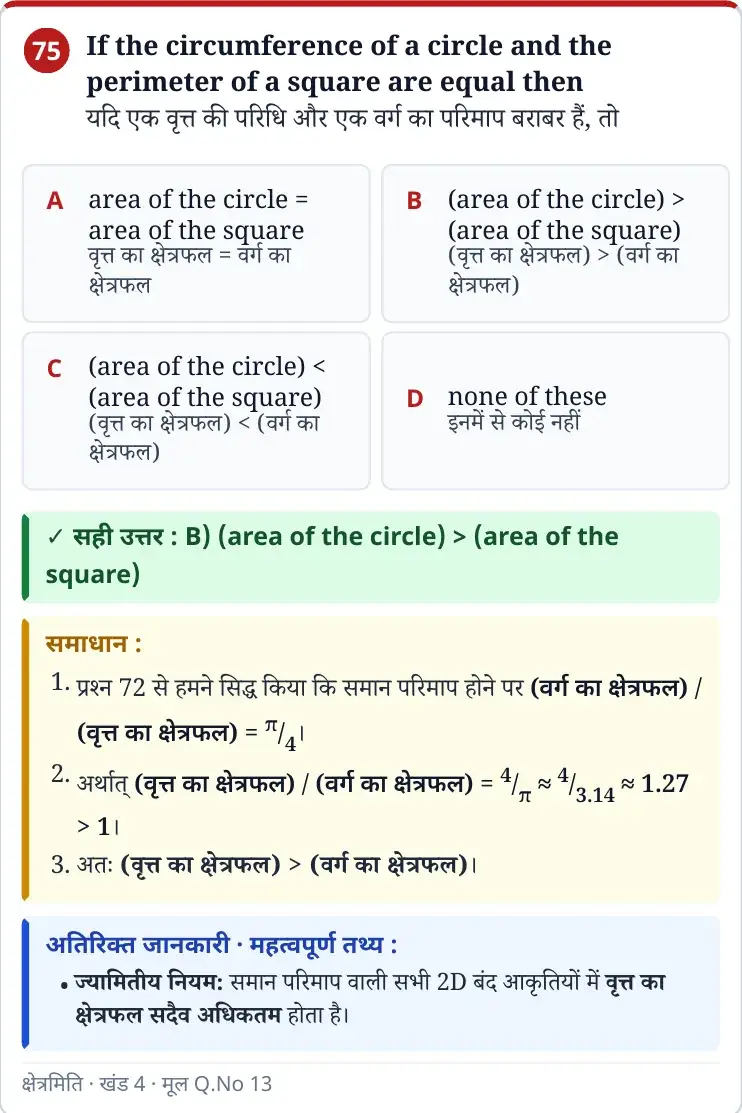 75 If the circumference of a circle and the
perimeter of a square are equal then
यदि एक वृत्त की परिधि और एक वर्ग का परिमाप बराबर हैं, तो
A area of the circle =
area of the square
वृत्त का क्षेत्रफल = वर्ग का
क्षेत्रफल
B (area of the circle) >
(area of the square)
(वृत्त का क्षेत्रफल) > (वर्ग का
क्षेत्रफल)
C (area of the circle) <
(area of the square)
(वृत्त का क्षेत्रफल) < (वर्ग का
क्षेत्रफल)
D none of these
इनमें से कोई नहीं
✓ सही उत्तर : B) (area of the circle) > (area of the
square)
समाधान :
1. प्रश्न 72 से हमने सिद्ध किया कि समान परिमाप होने पर (वर्ग का क्षेत्रफल) /
(वृत्त का क्षेत्रफल) = π/4।
2. अर्थात् (वृत्त का क्षेत्रफल) / (वर्ग का क्षेत्रफल) = 4/π ≈ 4/3.14 ≈ 1.27
> 1।
3. अतः (वृत्त का क्षेत्रफल) > (वर्ग का क्षेत्रफल)।
अतिरिक्त जानकारी · महत्वपूर्ण तथ्य :
• ज्यामितीय नियम: समान परिमाप वाली सभी 2D बंद आकृतियों में वृत्त का
क्षेत्रफल सदैव अधिकतम होता है।
क्षेत्रमिति · खंड 4 · मूल Q.No 13